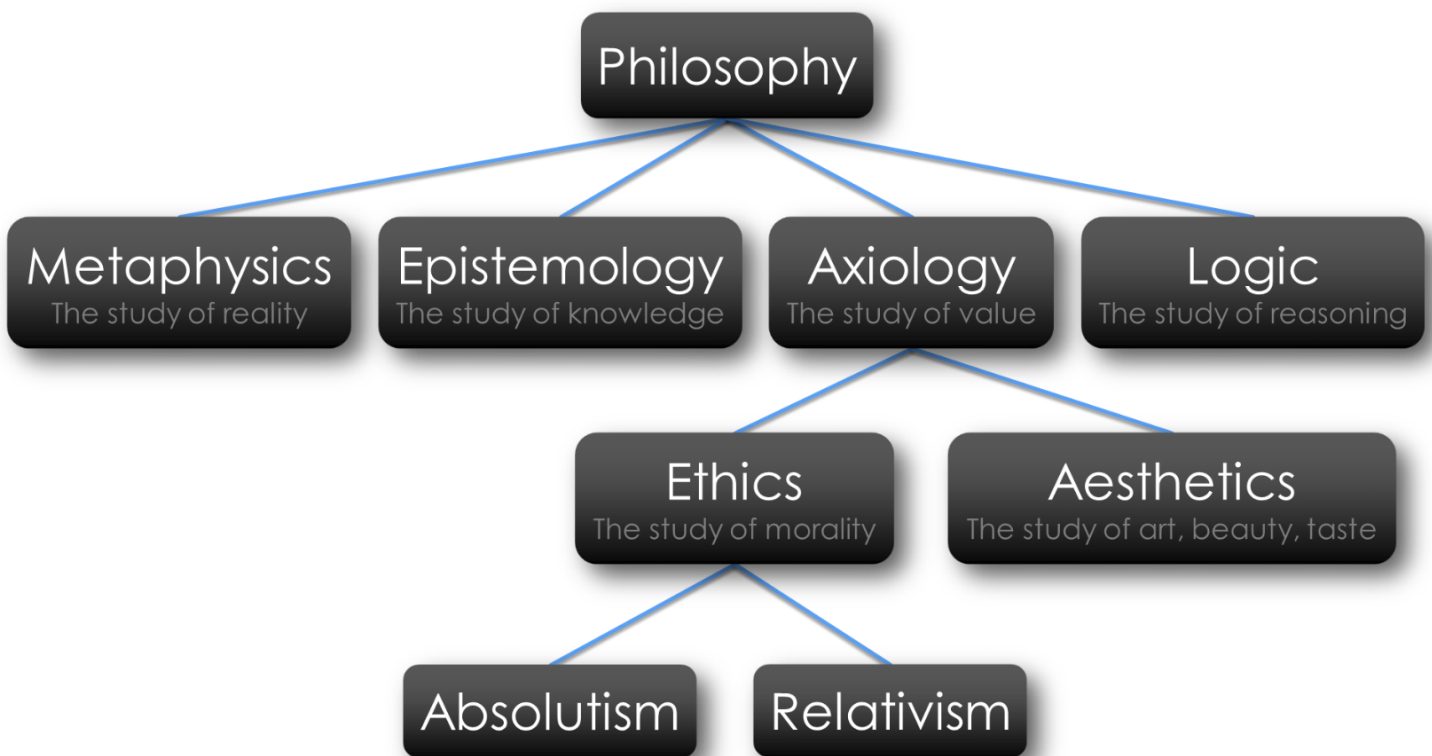 Philosophy
Metaphysics
The study of reality
Epistemology
The study of knowledge
Axiology
The study of value
Logic
The study of reasoning
Ethics
The study of morality
Aesthetics
The study of art, beauty, taste
Absolutism
Relativism